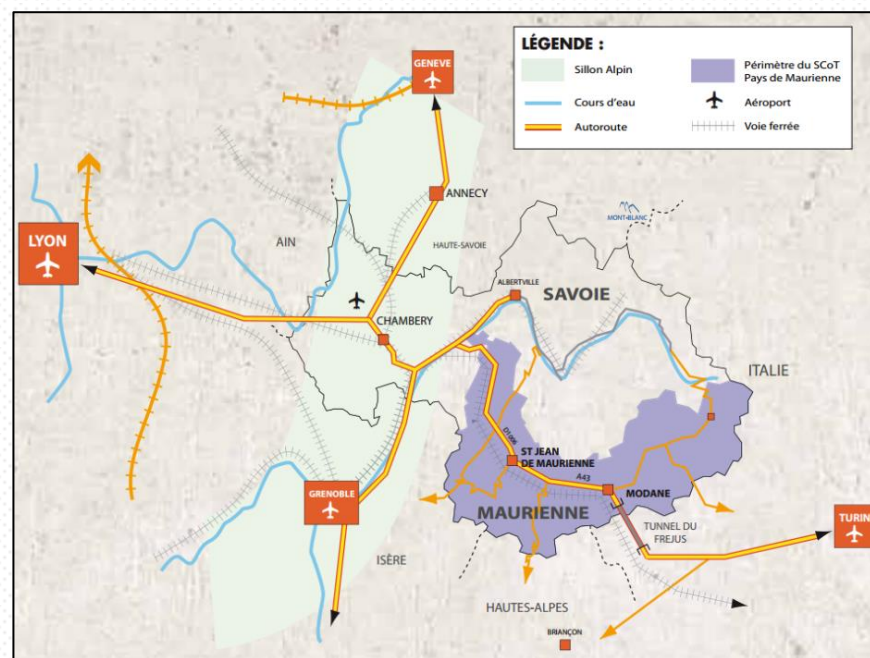 LÉGENDE :
Sillon Alpin
Périmètre du SCoT
Pays de Maurienne
Cours d'eau
Aéroport
Autoroute
Voie ferrée
GENEVE
ANNECY
MONT-BLANC
AIN
HAUTE-SAVOIE
LYON
ALBERTVILLE
SAVOIE
CHAMBERY
ITALIE
D1006
ST JEAN
DE MAURIENNE
A43
MODANE
GRENOBLE
MAURIENNE
TUNNEL DU
FREJUS
TURIN
ISÈRE
HAUTES-ALPES
BRIANÇON